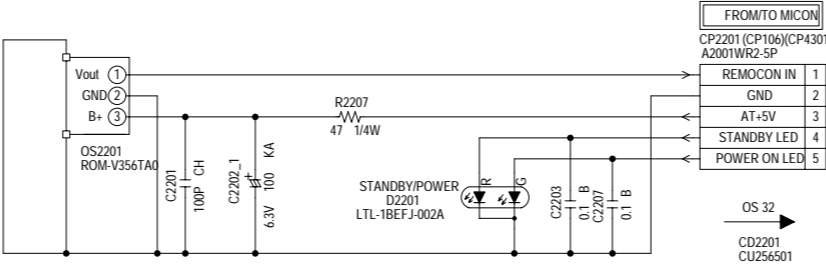 FROM/TO MICON
CP2201 (CP106)(CP4301
A2001WR2-5P
REMOCON IN 1
GND 2
AT+5V 3
STANDBY LED 4
POWER ON LED 5
Vout 1
GND 2
B+ 3
OS2201
ROM-V356TA0
R2207
47 1/4W
C2201
100P CH
C2202_1
6.3V 100 KA
+
STANDBY/POWER
D2201
LTL-1BEFJ-002A
R
G
C2203
0.1 B
C2207
0.1 B
OS 32
CD2201
CU256501